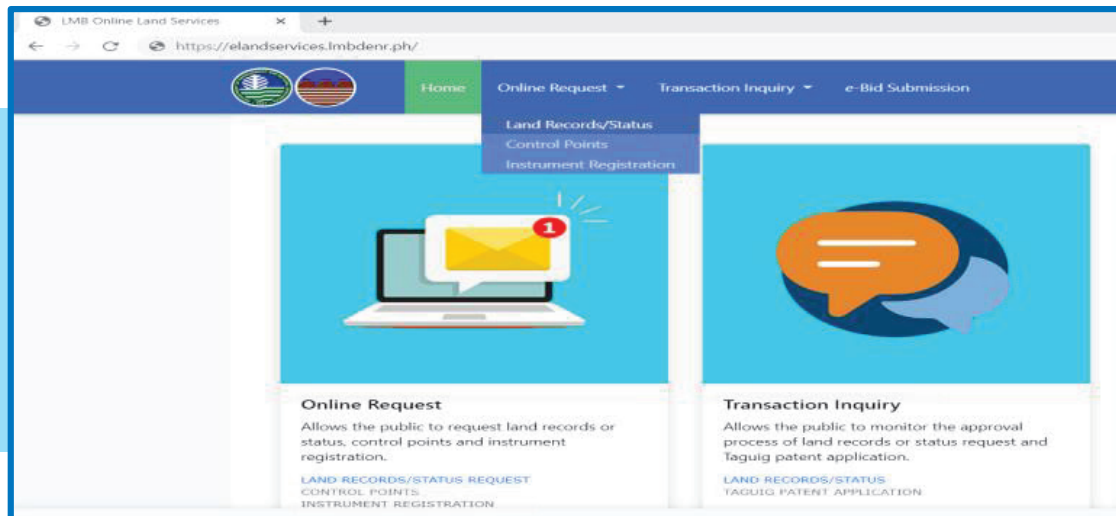 LMB Online Land Services
https://elandservices.lmbdenr.ph/
Home Online Request Transaction Inquiry e-Bid Submission
Land Records/Status
Control Points
Instrument Registration
1
Online Request
Allows the public to request land records or
status, control points and instrument
registration.
LAND RECORDS/STATUS REQUEST
CONTROL POINTS
INSTRUMENT REGISTRATION
Transaction Inquiry
Allows the public to monitor the approval
process of land records or status request and
Taguig patent application.
LAND RECORDS/STATUS
TAGUIG PATENT APPLICATION